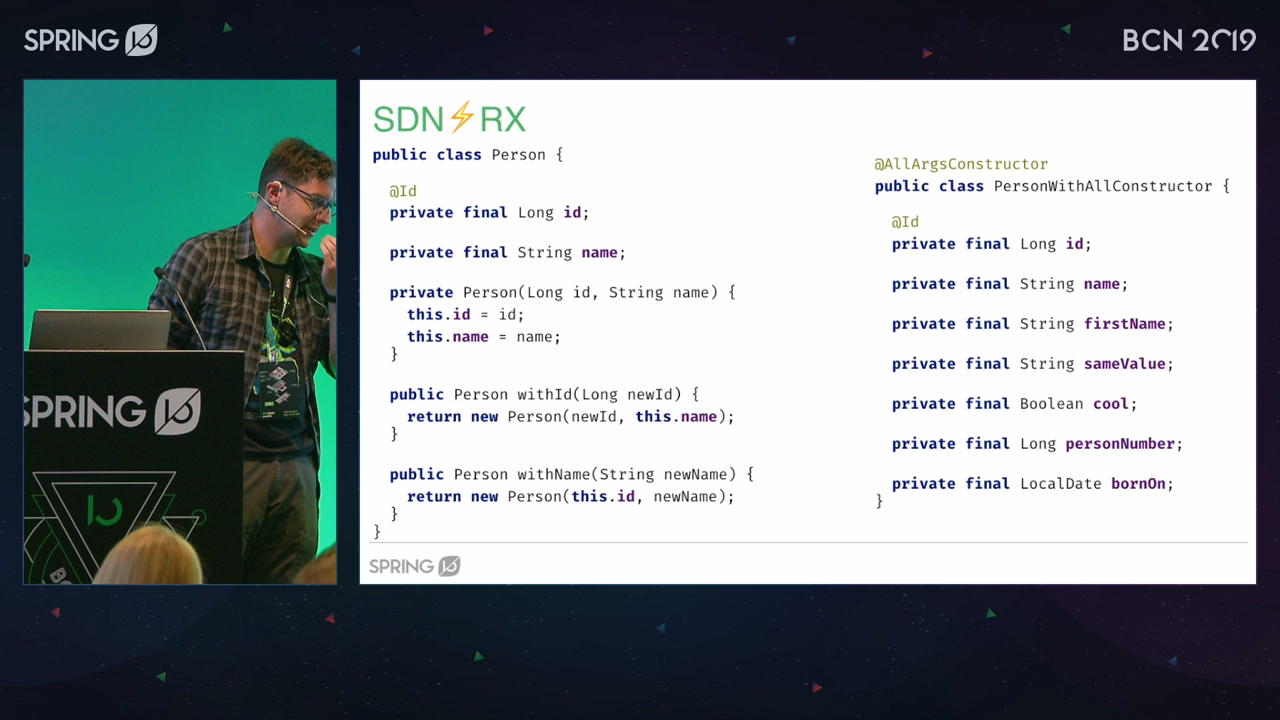 SPRING IO
BCN 2019
SPRING IO
SDN⚡RX
public class Person {
@Id
private final Long id;
private final String name;
private Person(Long id, String name) {
this.id = id;
this.name = name;
}
public Person withId(Long newId) {
return new Person(newId, this.name);
}
public Person withName(String newName) {
return new Person(this.id, newName);
}
}
@AllArgsConstructor
public class PersonWithAllConstructor {
@Id
private final Long id;
private final String name;
private final String firstName;
private final String sameValue;
private final Boolean cool;
private final Long personNumber;
private final LocalDate bornOn;
}
SPRING IO